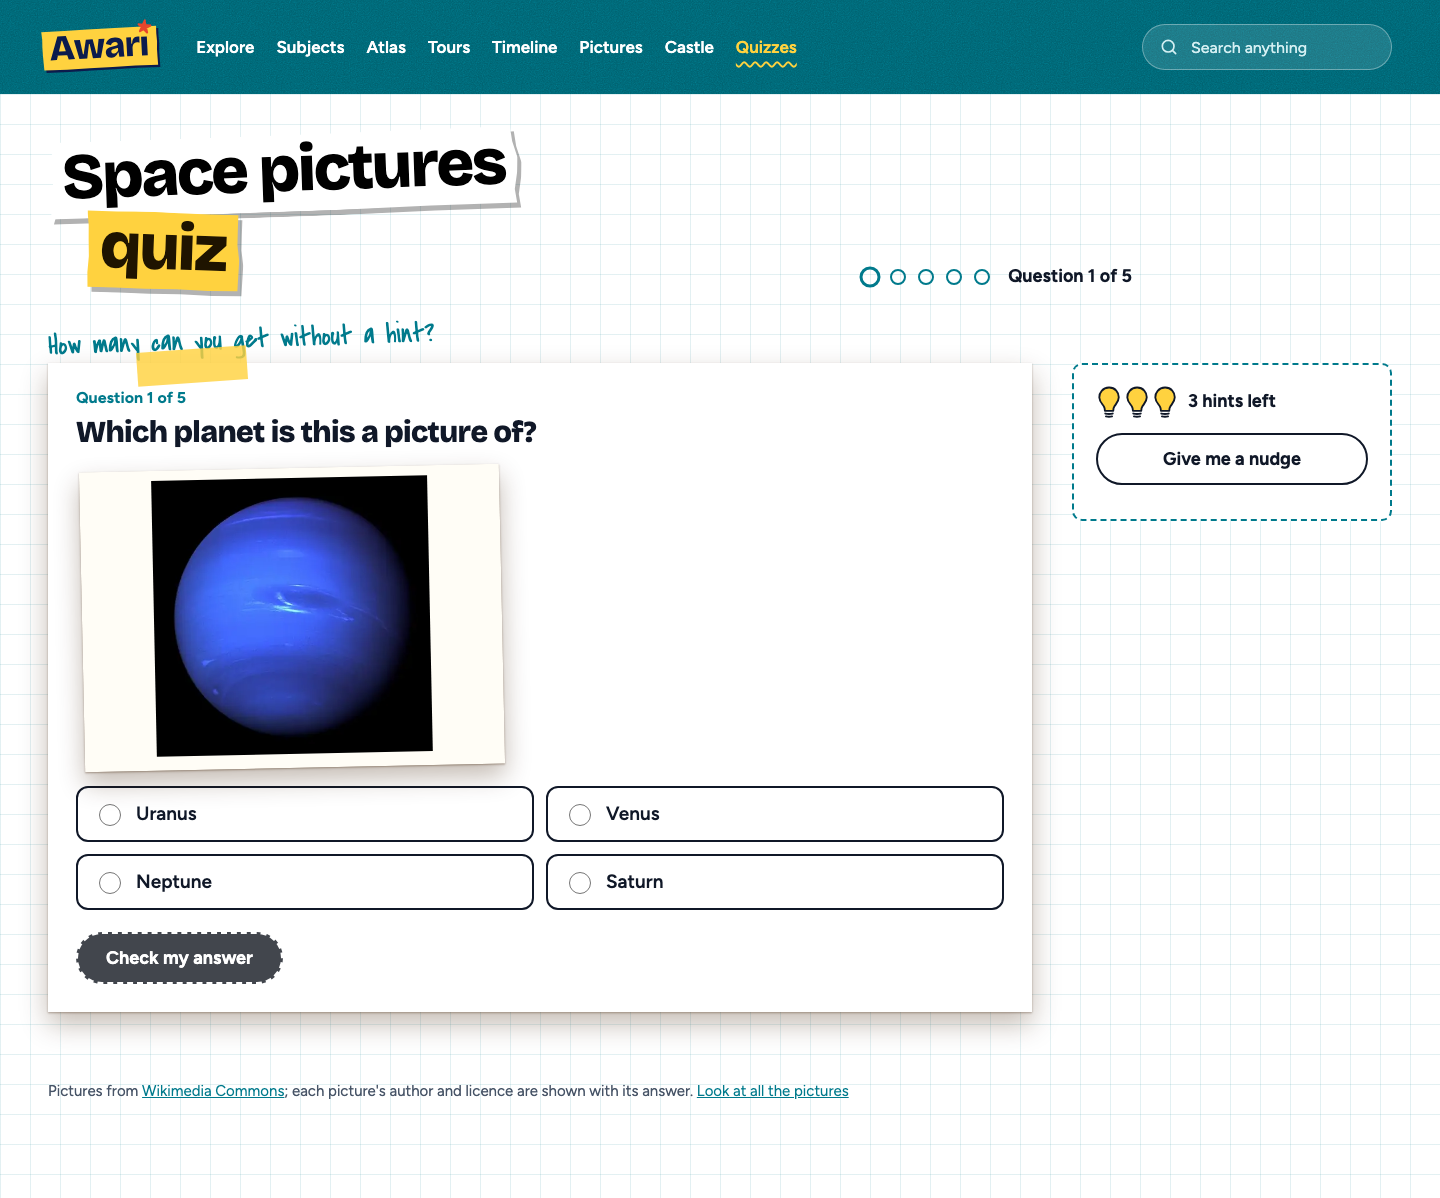 Awari
Explore Subjects Atlas Tours Timeline Pictures Castle Quizzes
Search anything
Space pictures
quiz
Question 1 of 5
How many can you get without a hint?
Question 1 of 5
Which planet is this a picture of?
3 hints left
Give me a nudge
Uranus
Venus
Neptune
Saturn
Check my answer
Pictures from Wikimedia Commons; each picture's author and licence are shown with its answer. Look at all the pictures